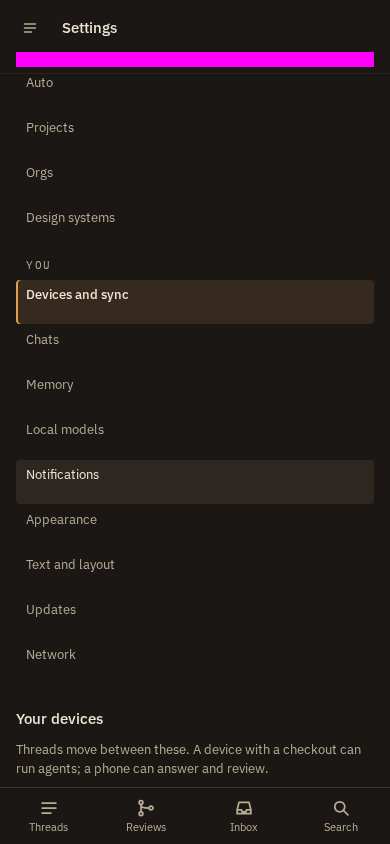 Settings
Auto
Projects
Orgs
Design systems
YOU
Devices and sync
Chats
Memory
Local models
Notifications
Appearance
Text and layout
Updates
Network
Your devices
Threads move between these. A device with a checkout can
run agents; a phone can answer and review.
Threads
Reviews
Inbox
Search